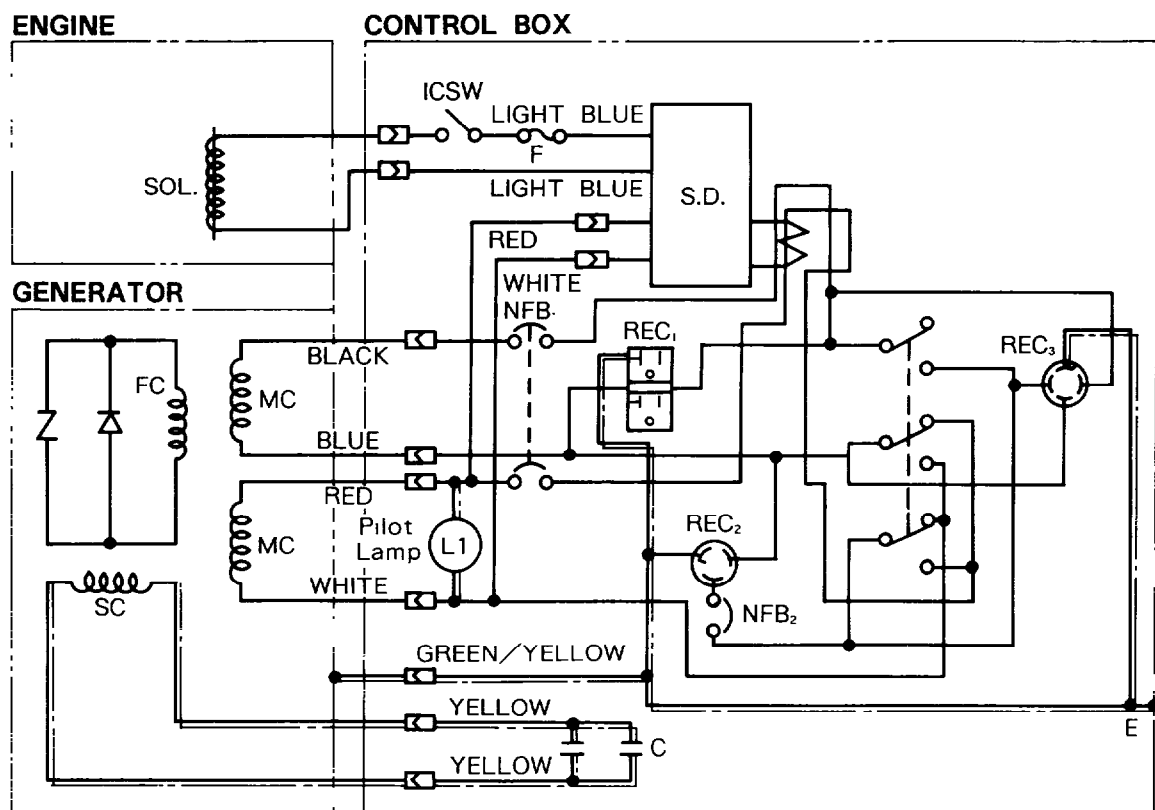 ENGINE
CONTROL BOX
ICSW
LIGHT BLUE
F
SOL.
LIGHT BLUE
S.D.
RED
WHITE
GENERATOR
NFB.
REC₁
BLACK
REC₃
FC
MC
BLUE
RED
Pilot
Lamp
L1
REC₂
MC
WHITE
SC
NFB₂
GREEN/YELLOW
YELLOW
E
C
YELLOW